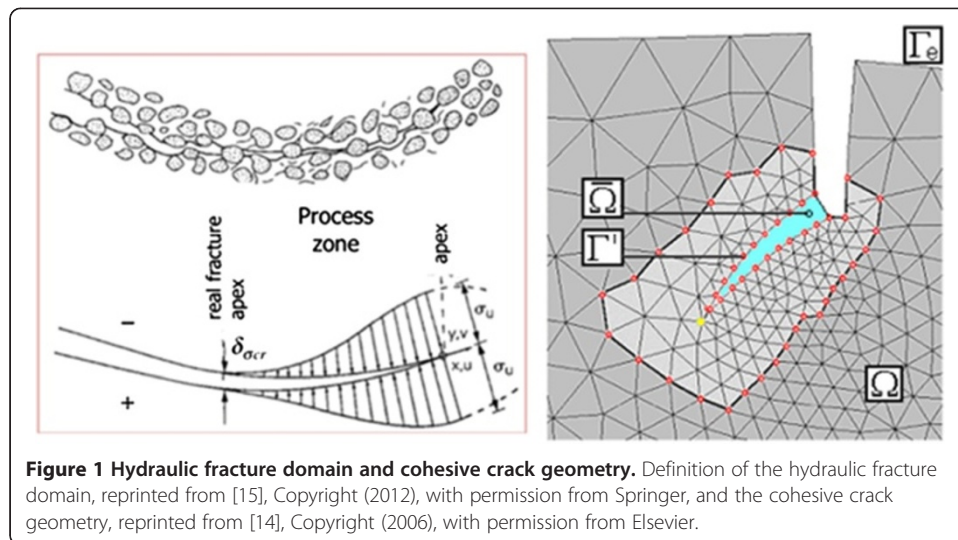 Process
zone
real fracture
apex
apex
δσcr
−
+
σu
y,v
x,u
σu
Γe
Ω̅
Γ'
Ω
Figure 1 Hydraulic fracture domain and cohesive crack geometry. Definition of the hydraulic fracture
domain, reprinted from [15], Copyright (2012), with permission from Springer, and the cohesive crack
geometry, reprinted from [14], Copyright (2006), with permission from Elsevier.